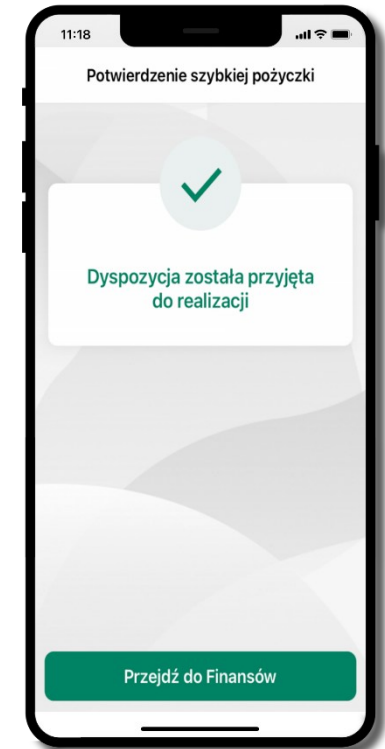 11:18
Potwierdzenie szybkiej pożyczki
Dyspozycja została przyjęta
do realizacji
Przejdź do Finansów